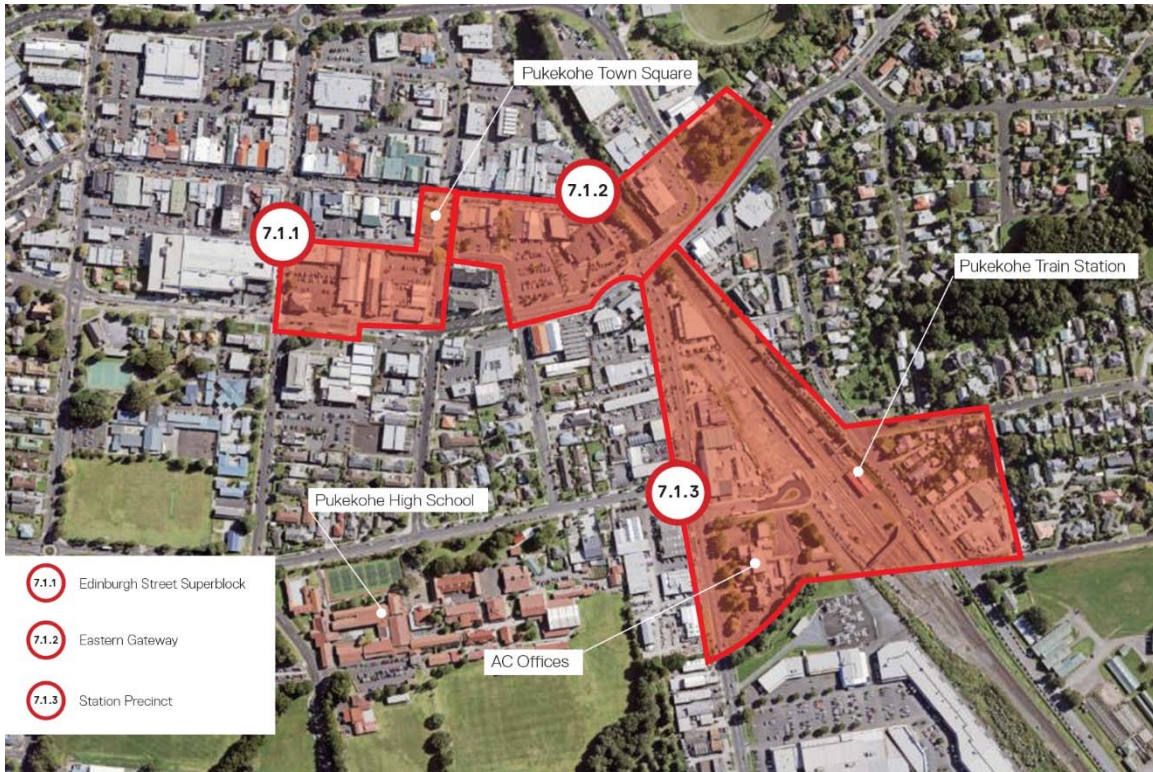 Pukekohe Town Square
7.1.2
7.1.1
Pukekohe Train Station
7.1.3
Pukekohe High School
AC Offices
7.1.1 Edinburgh Street Superblock
7.1.2 Eastern Gateway
7.1.3 Station Precinct